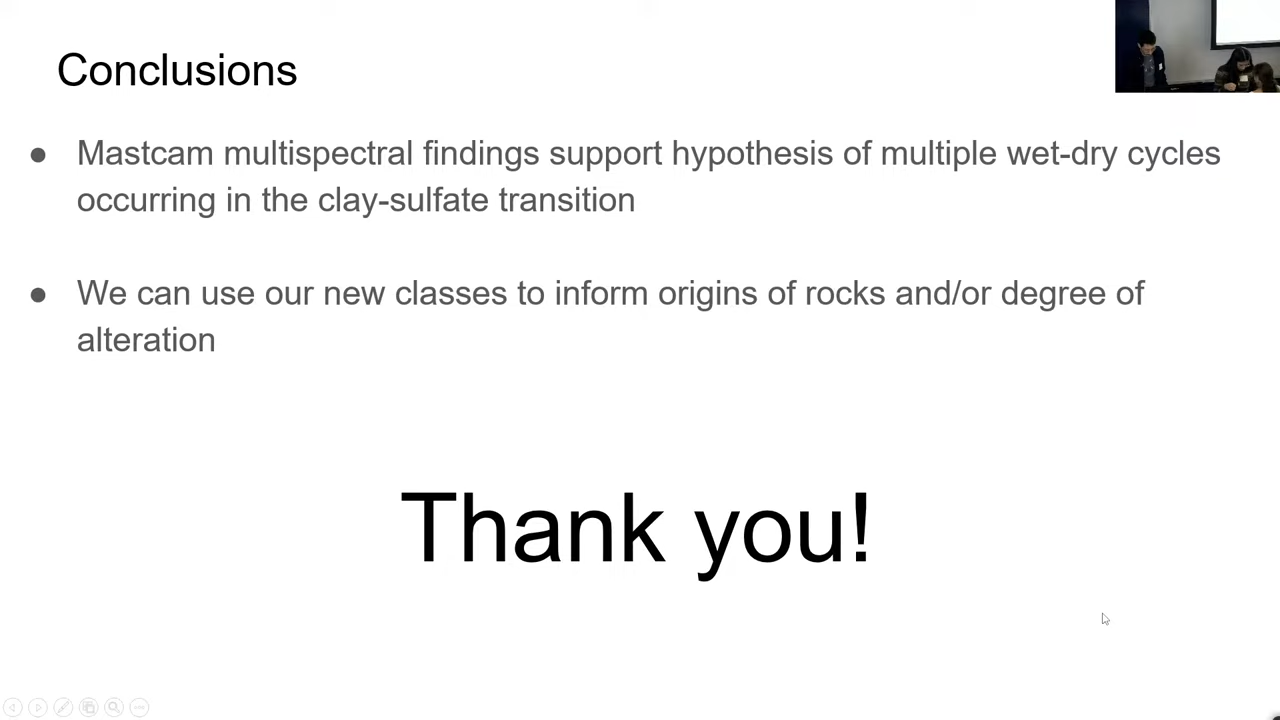 Conclusions
● Mastcam multispectral findings support hypothesis of multiple wet-dry cycles
occurring in the clay-sulfate transition
● We can use our new classes to inform origins of rocks and/or degree of
alteration
Thank you!